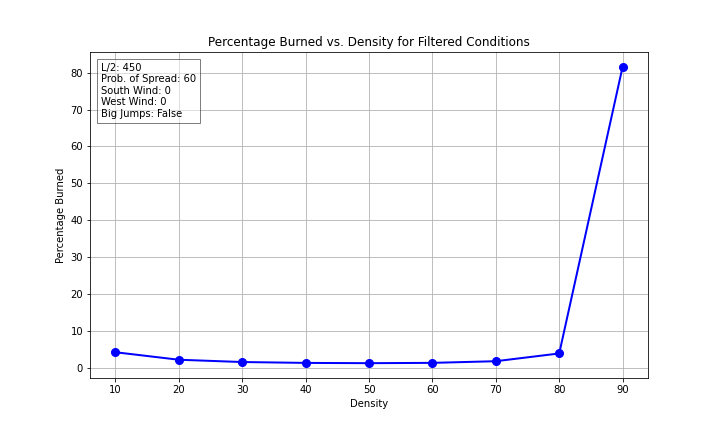 Percentage Burned vs. Density for Filtered Conditions
L/2: 450
Prob. of Spread: 60
South Wind: 0
West Wind: 0
Big Jumps: False
Percentage Burned
80
70
60
50
40
30
20
10
0
10 20 30 40 50 60 70 80 90
Density